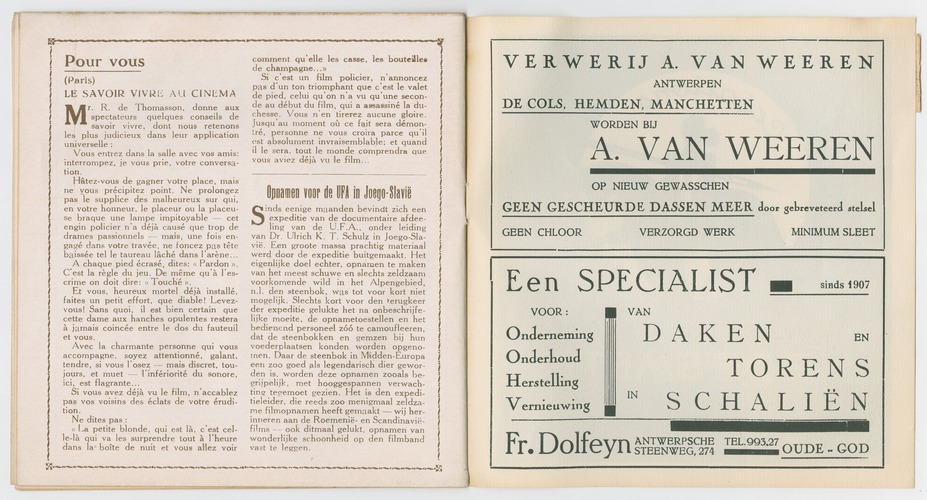 Pour vous
(Paris)
LE SAVOIR VIVRE AU CINEMA
Mr. R. de Thomasson, donne aux
spectateurs quelques conseils de
savoir vivre, dont nous retenons
les plus judicieux dans leur application
universelle :
Vous entrez dans la salle avec vos amis:
interrompez, je vous prie, votre conversa-
tion.
Hâtez-vous de gagner votre place, mais
ne vous précipitez point. Ne prolongez
pas le supplice des malheureux sur qui,
en votre honneur, le placeur ou la placeu-
se braque une lampe impitoyable — cet
engin policier n'a déjà causé que trop de
drames passionnels — mais, une fois en-
gagé dans votre travée, ne foncez pas tête
baissée tel le taureau lâché dans l'arène...
A chaque pied écrasé, dites: « Pardon ».
C'est la règle du jeu. De même qu'à l'es-
crime on doit dire: « Touché ».
Et vous, heureux mortel déjà installé,
faites un petit effort, que diable! Levez-
vous! Sans quoi, il est bien certain que
cette dame aux hanches opulentes restera
à jamais coincée entre le dos du fauteuil
et vous.
Avec la charmante personne qui vous
accompagne, soyez attentionné, galant,
tendre, si vous l'osez — mais discret, tou-
jours, et muet — l'infériorité du sonore,
ici, est flagrante...
Si vous avez déjà vu le film, n'accablez
pas vos voisins des éclats de votre érudi-
tion.
Ne dites pas :
« La petite blonde, qui est là, c'est cel-
le-là qui va les surprendre tout à l'heure
dans la boîte de nuit et vous allez voir
comment qu'elle les casse, les bouteilles
de champagne...»
Si c'est un film policier, n'annoncez
pas d'un ton triomphant que c'est le valet
de pied, celui qu'on n'a vu qu'une secon-
de au début du film, qui a assassiné la du-
chesse. Vous n'en tirerez aucune gloire.
Jusqu'au moment où ce fait sera démon-
tré, personne ne vous croira parce qu'il
est absolument invraisemblable; et quand
il le sera, tout le monde comprendra que
vous aviez déjà vu le film...
Opnamen voor de UFA in Joego-Slavië
Sinds eenige maanden bevindt zich een
expeditie van de documentaire afdee-
ling van de U.F.A., onder leiding
van Dr. Ulrich K. T. Schulz in Joego-Sla-
vië. Een groote massa prachtig materiaal
werd door de expeditie buitgemaakt. Het
eigenlijke doel echter, opnamen te maken
van het meest schuwe en slechts zeldzaam
voorkomende wild in het Alpengebied,
n.l. den steenbok, was tot voor kort niet
mogelijk. Slechts kort voor den terugkeer
der expeditie gelukte het na onbeschrijfe-
lijke moeite, de opnametoestellen en het
bedienend personeel zóó te camoufleeren,
dat de steenbokken en gemzen bij hun
voederplaatsen konden worden opgeno-
men. Daar de steenbok in Midden-Europa
een zoo goed als legendarisch dier gewor-
den is, worden deze opnamen zooals be-
grijpelijk, met hooggespannen verwach-
ting tegemoet gezien. Het is den expedi-
tieleider, die reeds zoo menigmaal zeldza-
me filmopnamen heeft gemaakt — wij her-
inneren aan de Roemenië- en Scandinavië-
films — ook ditmaal gelukt, opnamen van
wonderlijke schoonheid op den filmband
vast te leggen.
VERWERIJ A. VAN WEEREN
ANTWERPEN
DE COLS, HEMDEN, MANCHETTEN
WORDEN BIJ
A. VAN WEEREN
OP NIEUW GEWASSCHEN
GEEN GESCHEURDE DASSEN MEER door gebreveteerd stelsel
GEEN CHLOOR VERZORGD WERK MINIMUM SLEET
Een SPECIALIST sinds 1907
VOOR : VAN
Onderneming
Onderhoud
Herstelling
Vernieuwing
DAKEN EN
TORENS
IN SCHALIËN
Fr. Dolfeyn ANTWERPSCHE STEENWEG, 274 TEL. 993,27 OUDE - GOD